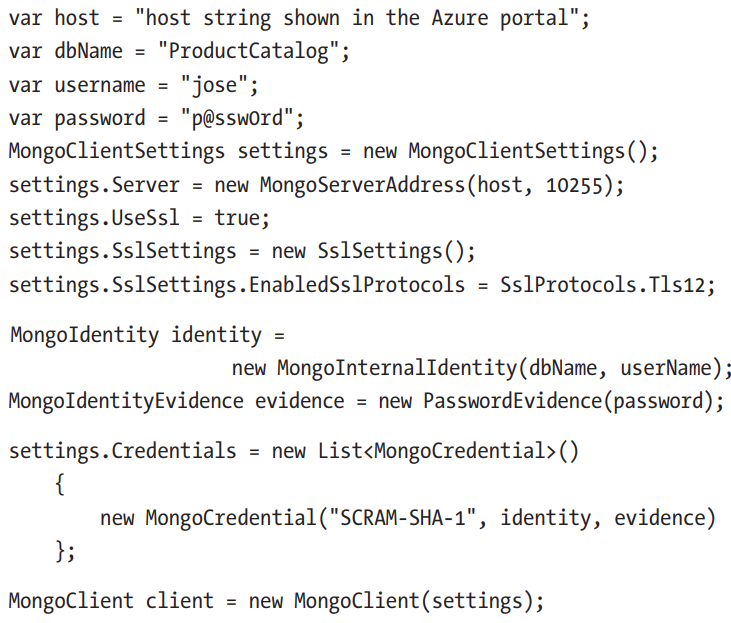 var host = "host string shown in the Azure portal";
var dbName = "ProductCatalog";
var username = "jose";
var password = "p@ssw0rd";
MongoClientSettings settings = new MongoClientSettings();
settings.Server = new MongoServerAddress(host, 10255);
settings.UseSsl = true;
settings.SslSettings = new SslSettings();
settings.SslSettings.EnabledSslProtocols = SslProtocols.Tls12;
MongoIdentity identity =
new MongoInternalIdentity(dbName, userName);
MongoIdentityEvidence evidence = new PasswordEvidence(password);
settings.Credentials = new List<MongoCredential>()
{
new MongoCredential("SCRAM-SHA-1", identity, evidence)
};
MongoClient client = new MongoClient(settings);